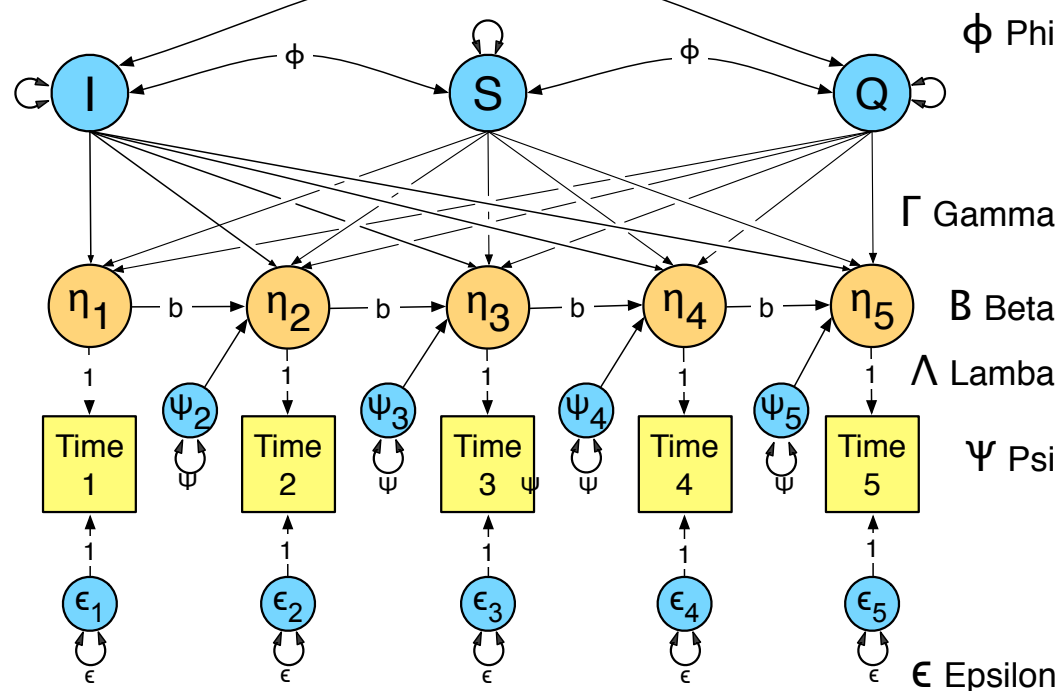 ϕ Phi
ϕ
ϕ
I
S
Q
Γ Gamma
η1
b
η2
b
η3
b
η4
b
η5
B Beta
1
1
1
1
1
Λ Lamba
ψ2
ψ3
ψ4
ψ5
Time
1
Time
2
Time
3
Time
4
Time
5
Ψ Psi
ψ
ψ
ψ
ψ
ψ
1
1
1
1
1
ϵ1
ϵ2
ϵ3
ϵ4
ϵ5
ϵ
ϵ
ϵ
ϵ
ϵ
ϵ Epsilon